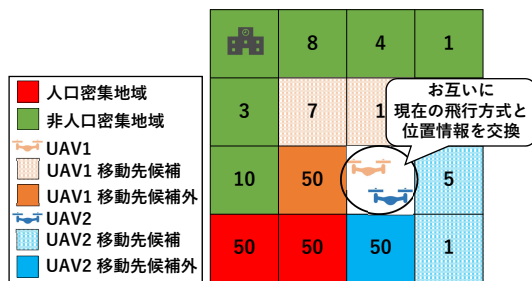 8 4 1
人口密集地域
非人口密集地域
UAV1
UAV1 移動先候補
UAV1 移動先候補外
UAV2
UAV2 移動先候補
UAV2 移動先候補外
3 7 1
お互いに
現在の飛行方式と
位置情報を交換
10 50 5
50 50 50 1